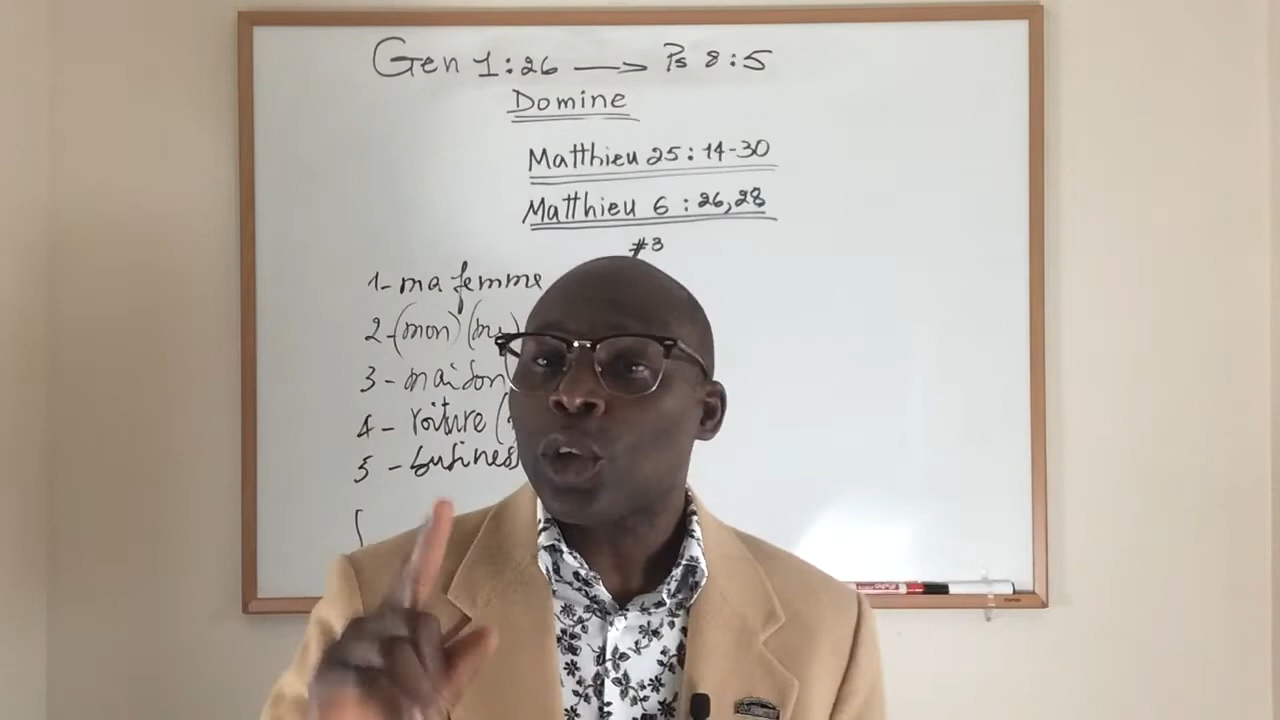 Gen 1:26 → Ps 8:5
Domine
Matthieu 25:14-30
Matthieu 6:26,28
#3
1- ma femme
2-(mon)
3- maison
4- voiture (
5- business